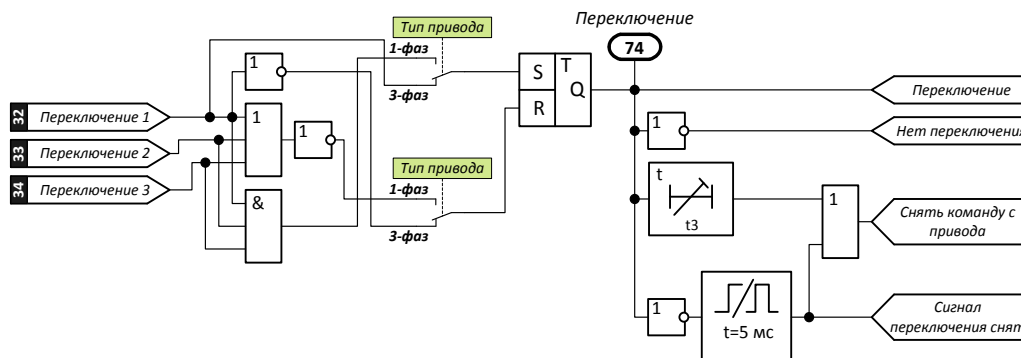 Переключение
74
Тип привода
1-фаз
3-фаз
1
S
T
R
Q
Переключение
32
Переключение 1
1
1
1
Нет переключения
33
Переключение 2
34
Переключение 3
Тип привода
1-фаз
3-фаз
&
t
t3
1
Снять команду с
привода
1
t=5 мс
Сигнал
переключения снят